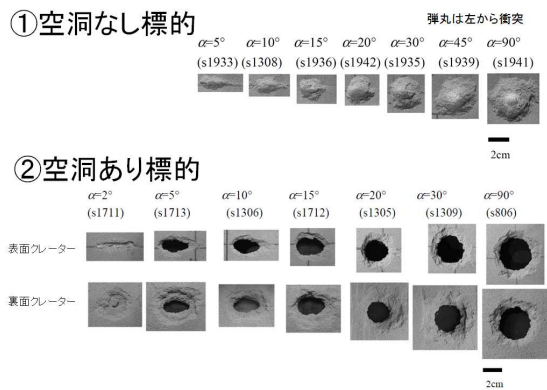 ①空洞なし標的
弾丸は左から衝突
α=5° α=10° α=15° α=20° α=30° α=45° α=90°
(s1933) (s1308) (s1936) (s1942) (s1935) (s1939) (s1941)
2cm
②空洞あり標的
α=2° α=5° α=10° α=15° α=20° α=30° α=90°
(s1711) (s1713) (s1306) (s1712) (s1305) (s1309) (s806)
表面クレーター
裏面クレーター
2cm